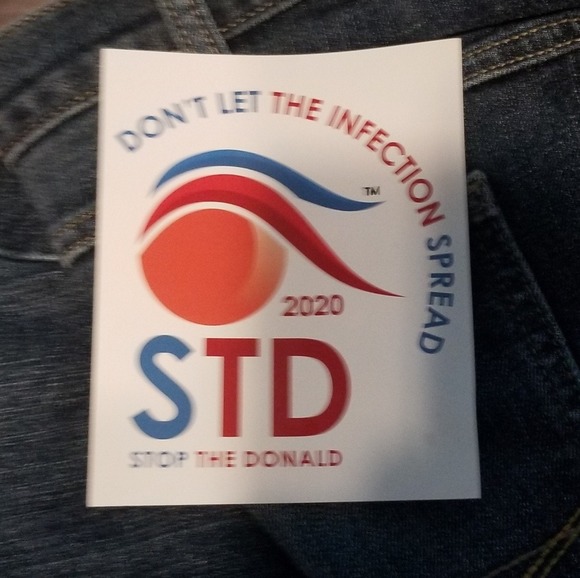 DON'T LET THE INFECTION SPREAD
TM
2020
STD
STOP THE DONALD